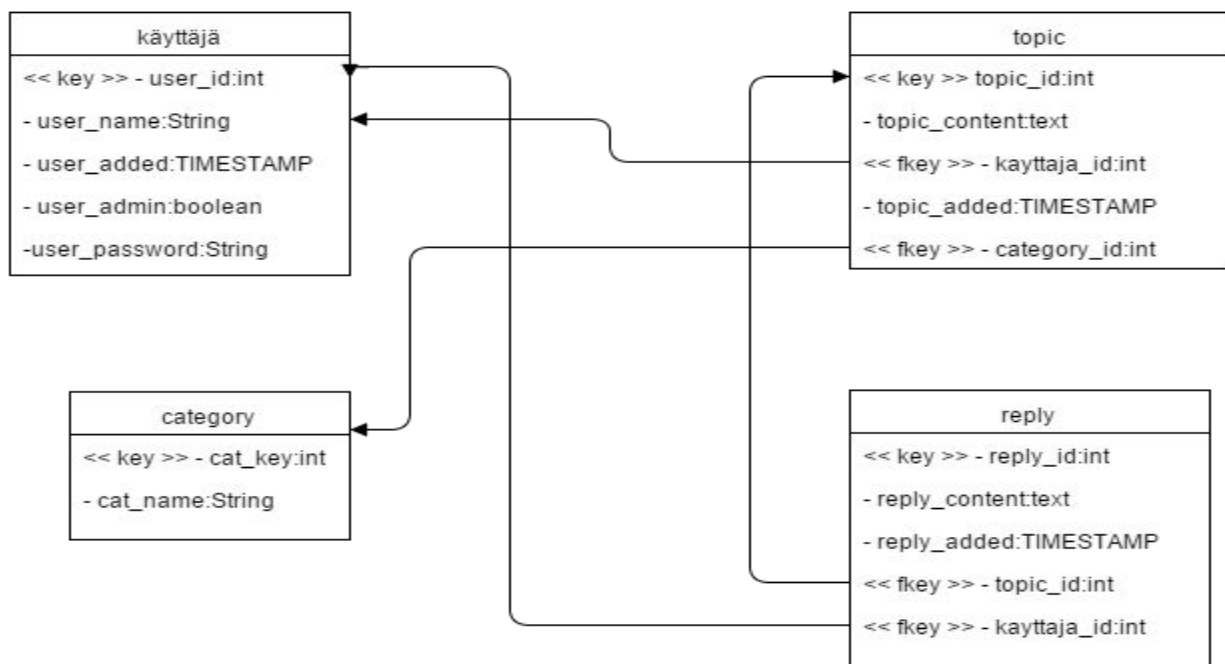 käyttäjä
<< key >> - user_id:int
- user_name:String
- user_added:TIMESTAMP
- user_admin:boolean
-user_password:String
topic
<< key >> topic_id:int
- topic_content:text
<< fkey >> - kayttaja_id:int
- topic_added:TIMESTAMP
<< fkey >> - category_id:int
category
<< key >> - cat_key:int
- cat_name:String
reply
<< key >> - reply_id:int
- reply_content:text
- reply_added:TIMESTAMP
<< fkey >> - topic_id:int
<< fkey >> - kayttaja_id:int